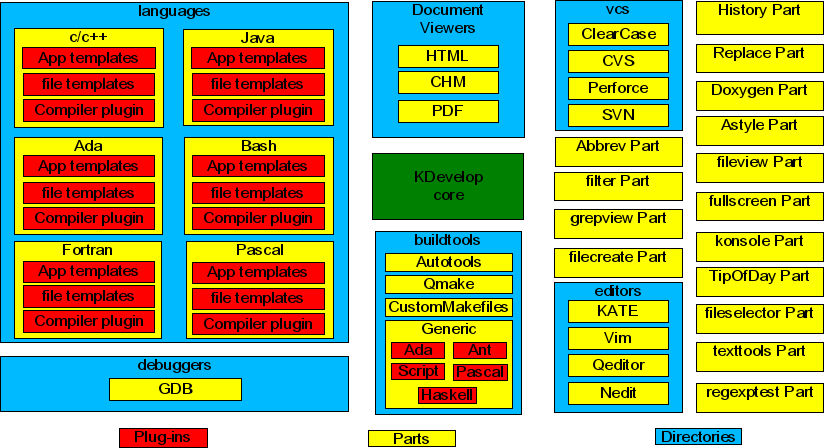 languages
c/c++
App templates
file templates
Compiler plugin
Java
App templates
file templates
Compiler plugin
Ada
App templates
file templates
Compiler plugin
Bash
App templates
file templates
Compiler plugin
Fortran
App templates
file templates
Compiler plugin
Pascal
App templates
file templates
Compiler plugin
debuggers
GDB
Document
Viewers
HTML
CHM
PDF
KDevelop
core
buildtools
Autotools
Qmake
CustomMakefiles
Generic
Ada
Ant
Script
Pascal
Haskell
vcs
ClearCase
CVS
Perforce
SVN
Abbrev Part
filter Part
grepview Part
filecreate Part
editors
KATE
Vim
Qeditor
Nedit
History Part
Replace Part
Doxygen Part
Astyle Part
fileview Part
fullscreen Part
konsole Part
TipOfDay Part
fileselector Part
texttools Part
regexptest Part
Plug-ins
Parts
Directories